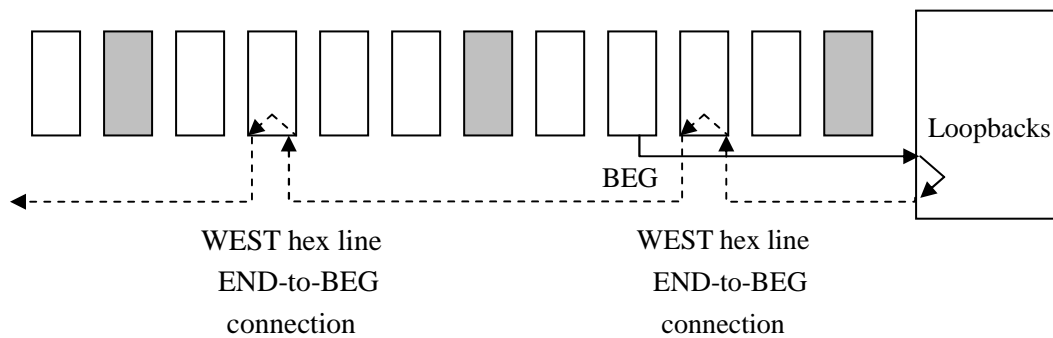 Loopbacks
BEG
WEST hex line
END-to-BEG
connection
WEST hex line
END-to-BEG
connection